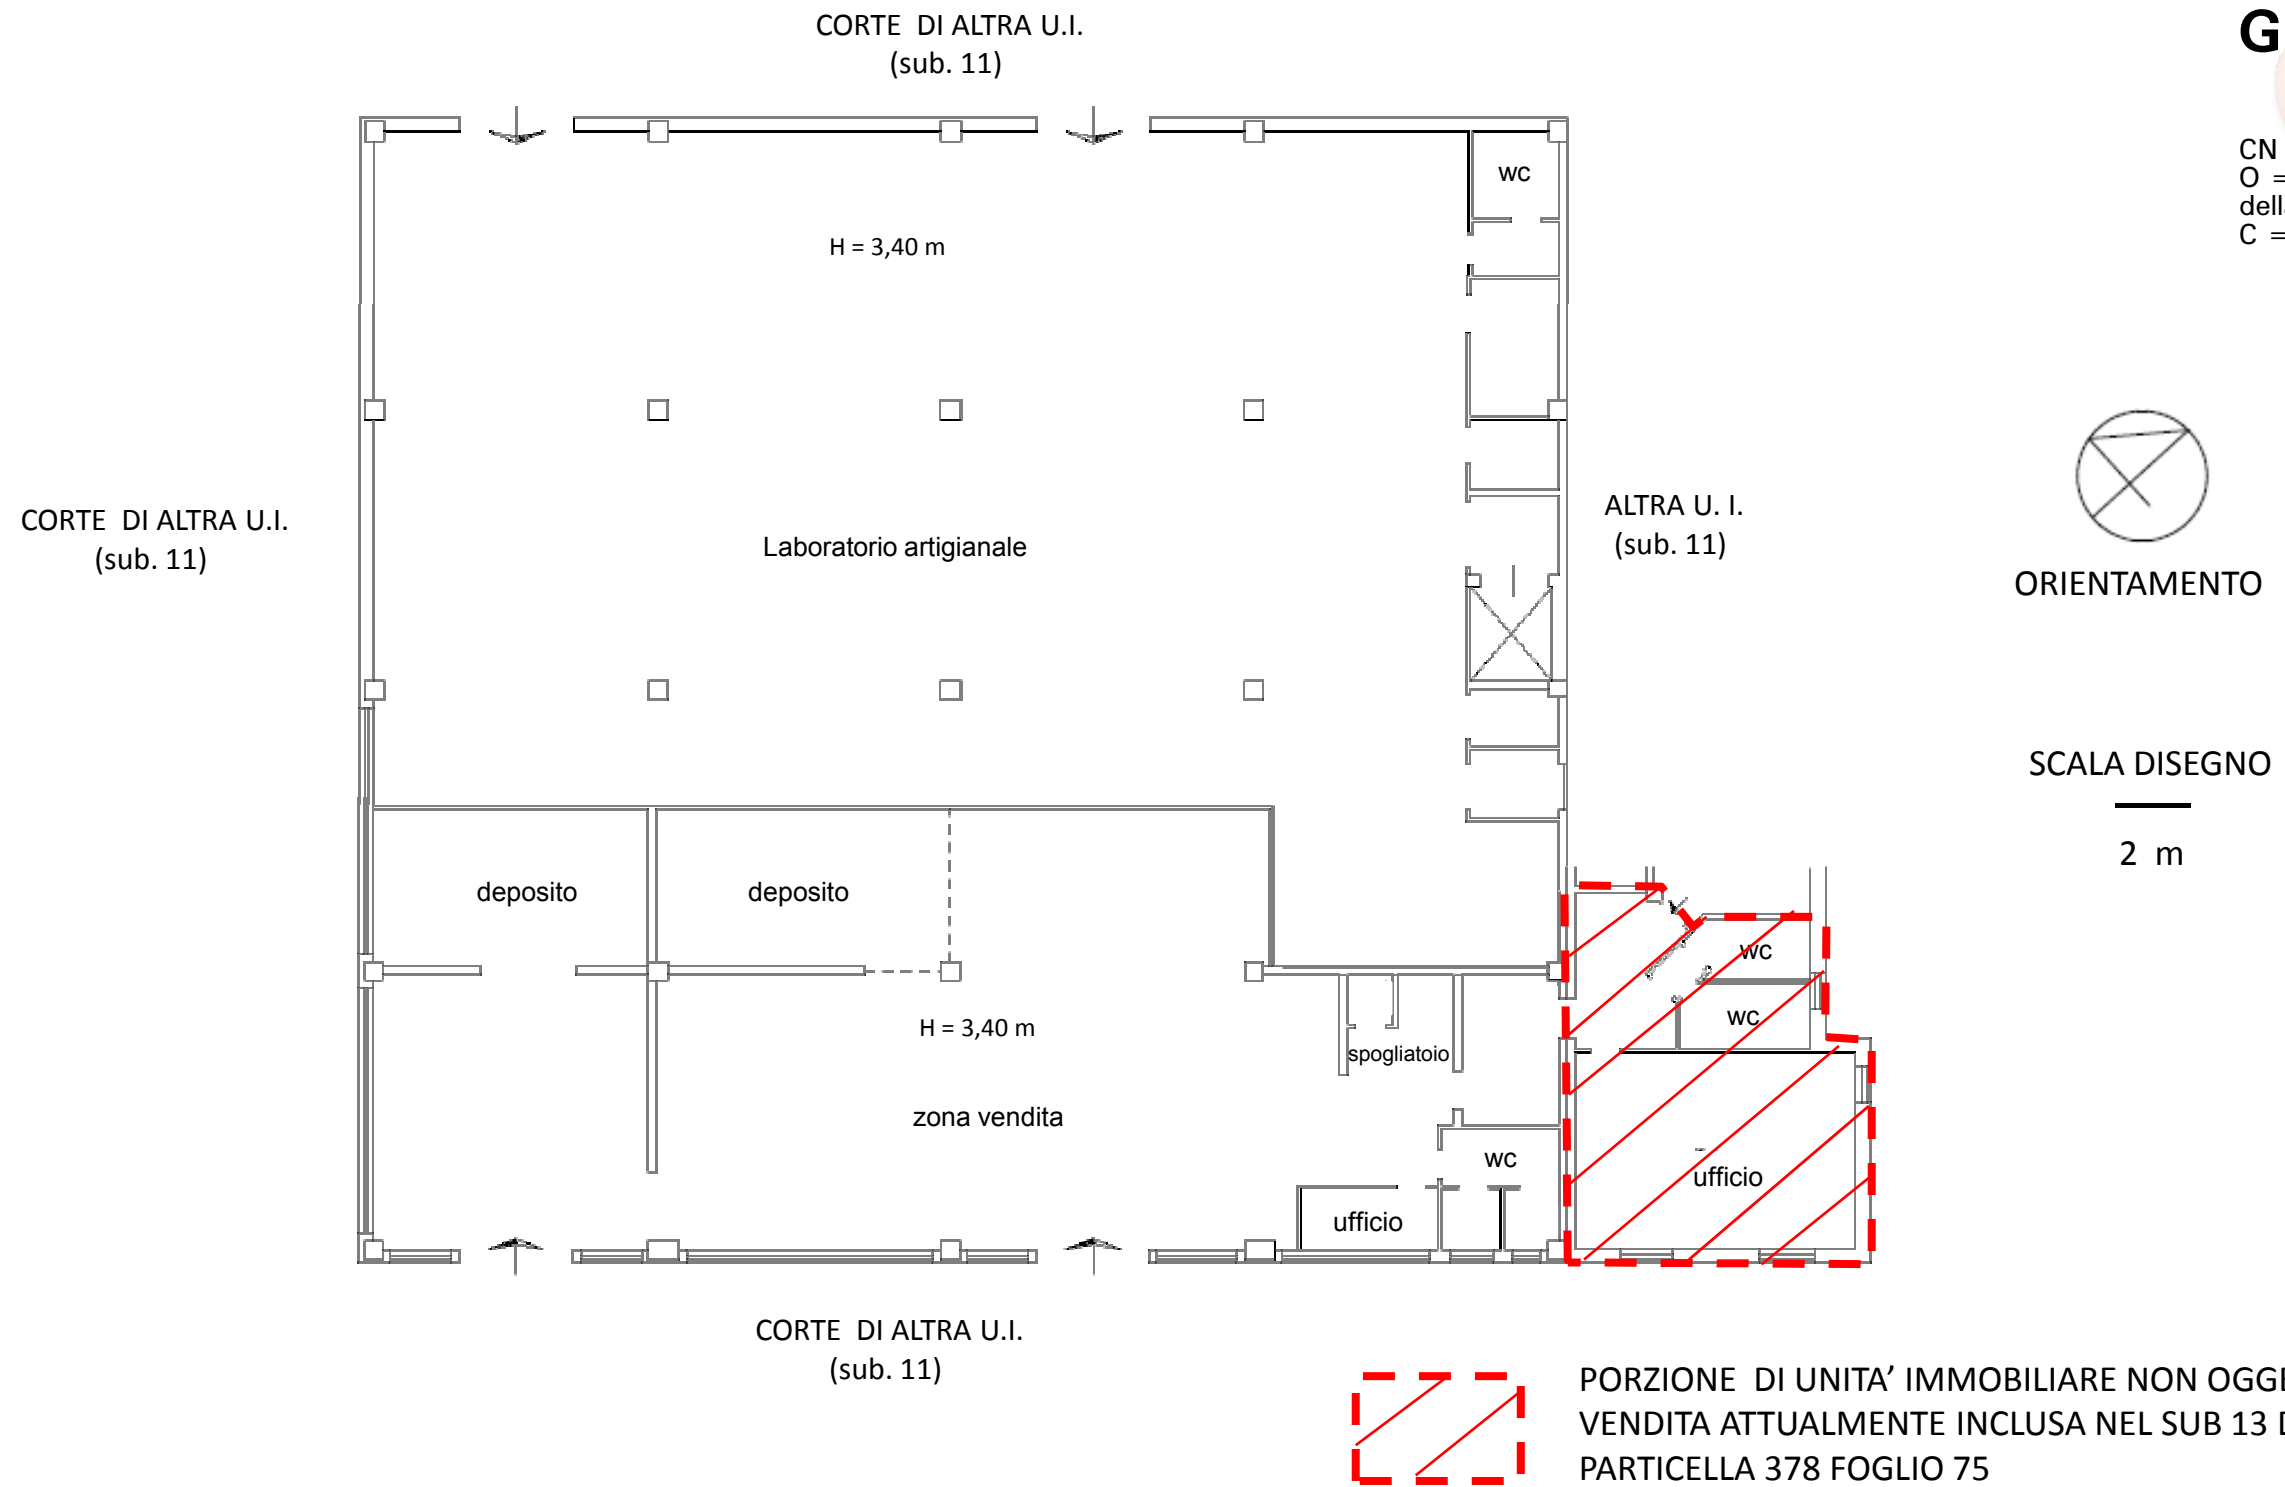 CORTE DI ALTRA U.I.
(sub. 11)
G
CN
O =
C =
wc
H = 3,40 m
CORTE DI ALTRA U.I.
(sub. 11)
Laboratorio artigianale
ALTRA U. I.
(sub. 11)
ORIENTAMENTO
SCALA DISEGNO
2 m
deposito
deposito
wc
wc
H = 3,40 m
spogliatoio
zona vendita
wc
ufficio
ufficio
CORTE DI ALTRA U.I.
(sub. 11)
PORZIONE DI UNITA’ IMMOBILIARE NON
VENDITA ATTUALMENTE INCLUSA NEL SUB 13
PARTICELLA 378 FOGLIO 75